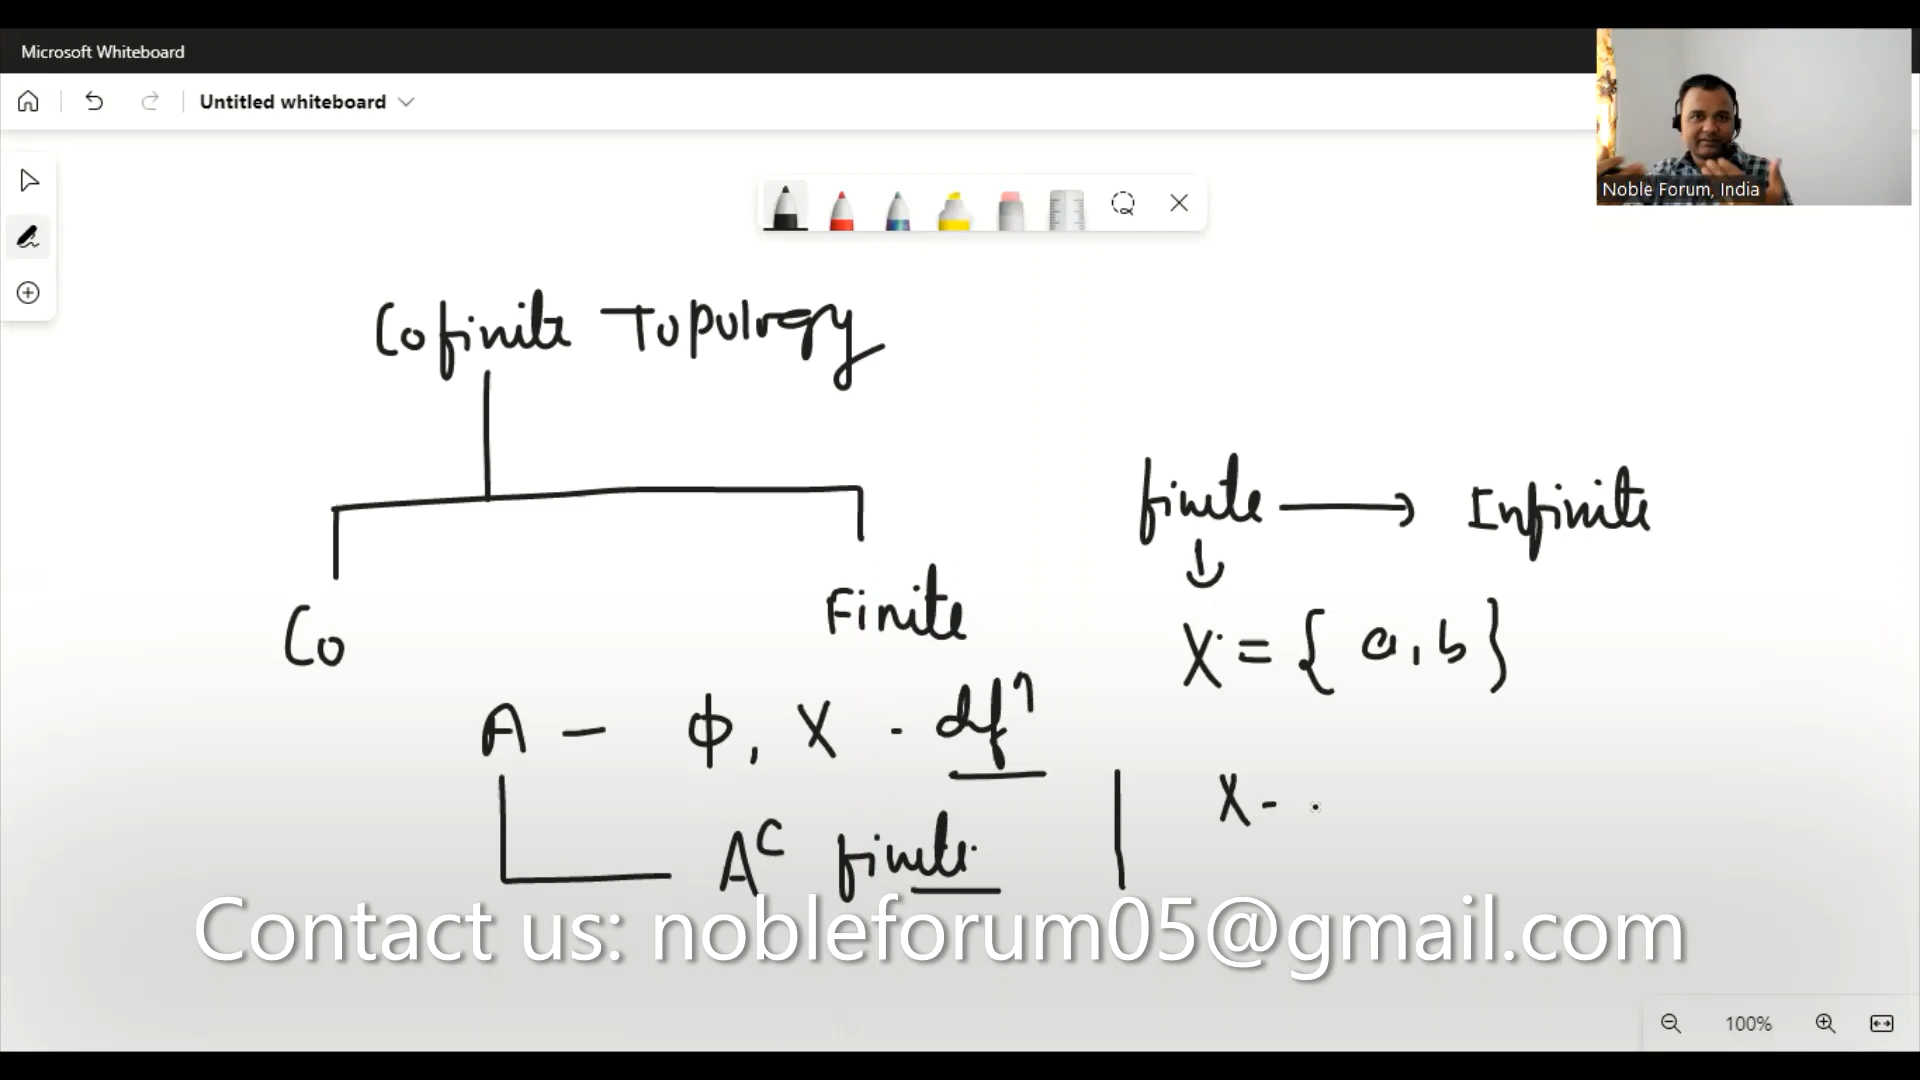 Microsoft Whiteboard
Untitled whiteboard
Noble Forum, India
Cofinite Topology
Co
Finite
A – ϕ, X - dfⁿ
Aᶜ finite
finite → Infinite
X = { a, b }
X -
Contact us: nobleforum05@gmail.com
100%